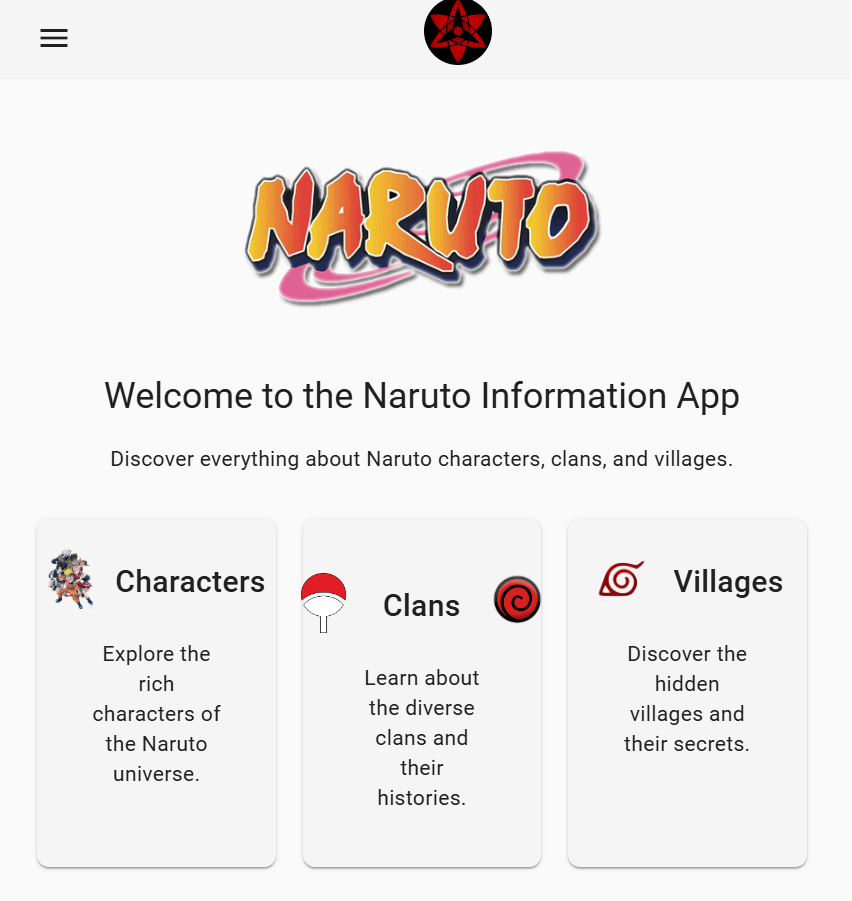 NARUTO
Welcome to the Naruto Information App
Discover everything about Naruto characters, clans, and villages.
Characters
Explore the
rich
characters of
the Naruto
universe.
Clans
Learn about
the diverse
clans and
their
histories.
Villages
Discover the
hidden
villages and
their secrets.